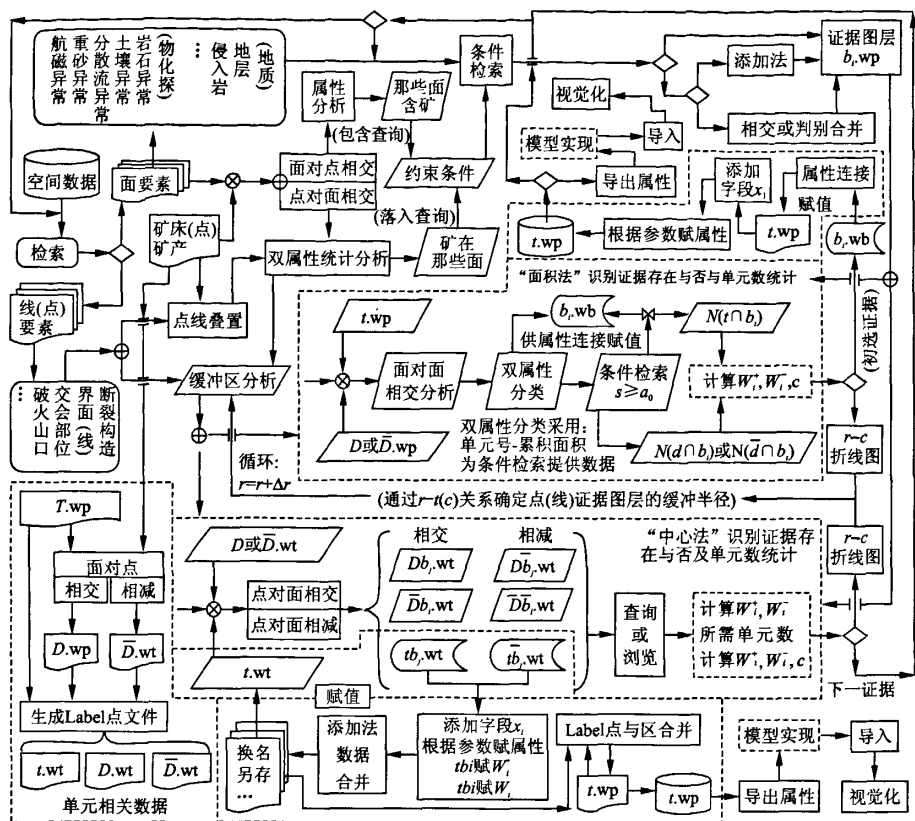 航磁异常
重砂异常
分散流异常
土壤异常
岩石异常
(物化探)
…
侵入岩
地层
(地质)
属性
分析
那些面
含矿
(包含查询)
条件
检索
约束条件
(落入查询)
矿在
那些面
添加法
证据图层
bᵢ.wp
相交或判别合并
视觉化
导入
模型实现
导出属性
t.wp
根据参数赋属性
添加
字段xᵢ
属性连接
赋值
t.wp
bᵢ.wb
空间数据
面要素
检索
矿床(点)
矿产
面对点相交
点对面相交
双属性统计分析
线(点)
要素
点线叠置
缓冲区分析
…
破火山口
交会部位
界面(线)
断裂构造
“面积法”识别证据存在与否与单元数统计
t.wp
bᵢ.wb
供属性连接赋值
N(t∩bᵢ)
面对面
相交分析
双属性
分类
条件检索
s≥a₀
计算Wᵢ⁺,Wᵢ⁻,c
D或D̅.wp
双属性分类采用:
单元号-累积面积
为条件检索提供数据
N(d∩bᵢ)或N(d̅∩bᵢ)
(初选证据)
r-c
折线图
循环:
r=r+Δr
(通过r-t(c)关系确定点(线)证据图层的缓冲半径)
r-c
折线图
T.wp
面对点
相交
相减
D.wp
D̅.wt
生成Label点文件
t.wt
D.wt
D̅.wt
单元相关数据
“中心法”识别证据存
在与否及单元数统计
D或D̅.wt
点对面相交
点对面相减
t.wt
相交
相减
Dbⱼ.wt
D̅bⱼ.wt
tbⱼ.wt
查询
或
浏览
计算Wᵢ⁺,Wᵢ⁻
所需单元数
计算Wᵢ⁺,Wᵢ⁻,c
下一证据
赋值
换名
另存
…
添加法
数据
合并
添加字段xᵢ
根据参数赋属性
Label点与区合并
t.wp
t.wp
导出属性
模型实现
导入
视觉化